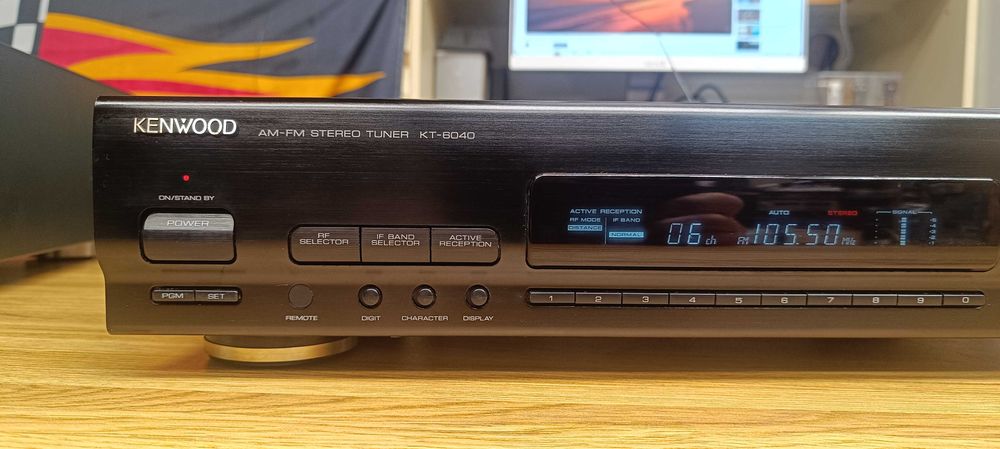 KENWOOD AM-FM STEREO TUNER KT-6040
ON/STAND BY
POWER
RF SELECTOR
IF BAND SELECTOR
ACTIVE RECEPTION
PGM SET
REMOTE
DIGIT
CHARACTER
DISPLAY
ACTIVE RECEPTION
RF MODE IF BAND
DISTANCE NORMAL
06 ch
AUTO STEREO
105.50 MHz
SIGNAL
1 2 3 4 5 6 7 8 9 0